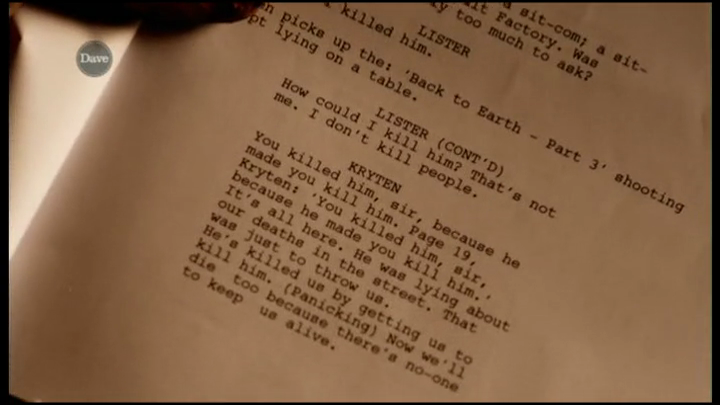 Dave
a sit-com; a sit-
Factory. Was
too much to ask?
I killed him.
LISTER
picks up the: 'Back to Earth – Part 3' shooting
lying on a table.
LISTER (CONT'D)
How could I kill him? That's not
me. I don't kill people.
KRYTEN
You killed him, sir, because he
made you kill him. Page 19, .
Kryten: 'You killed him, sir,
because he made you kill him.'
It's all here. He was lying about
our deaths in the street. That
was just to throw us.
He's killed us by getting us to
kill him. (Panicking) Now we'll
die too because there's no-one
to keep us alive.